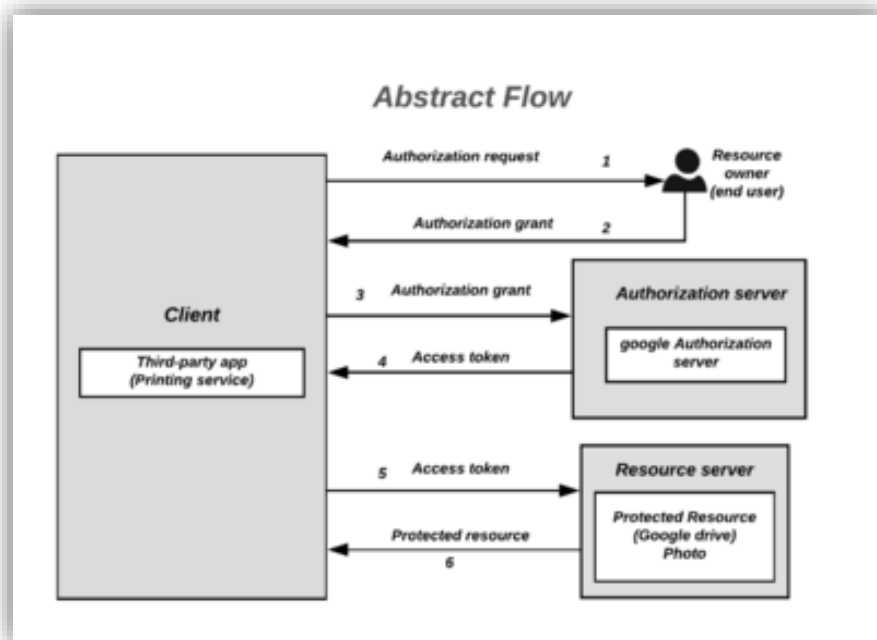 Abstract Flow
Authorization request 1
Resource
owner
(end user)
Authorization grant 2
Client
Third-party app
(Printing service)
3 Authorization grant
Authorization server
google Authorization
server
4 Access token
5 Access token
Resource server
Protected Resource
(Google drive)
Photo
Protected resource
6